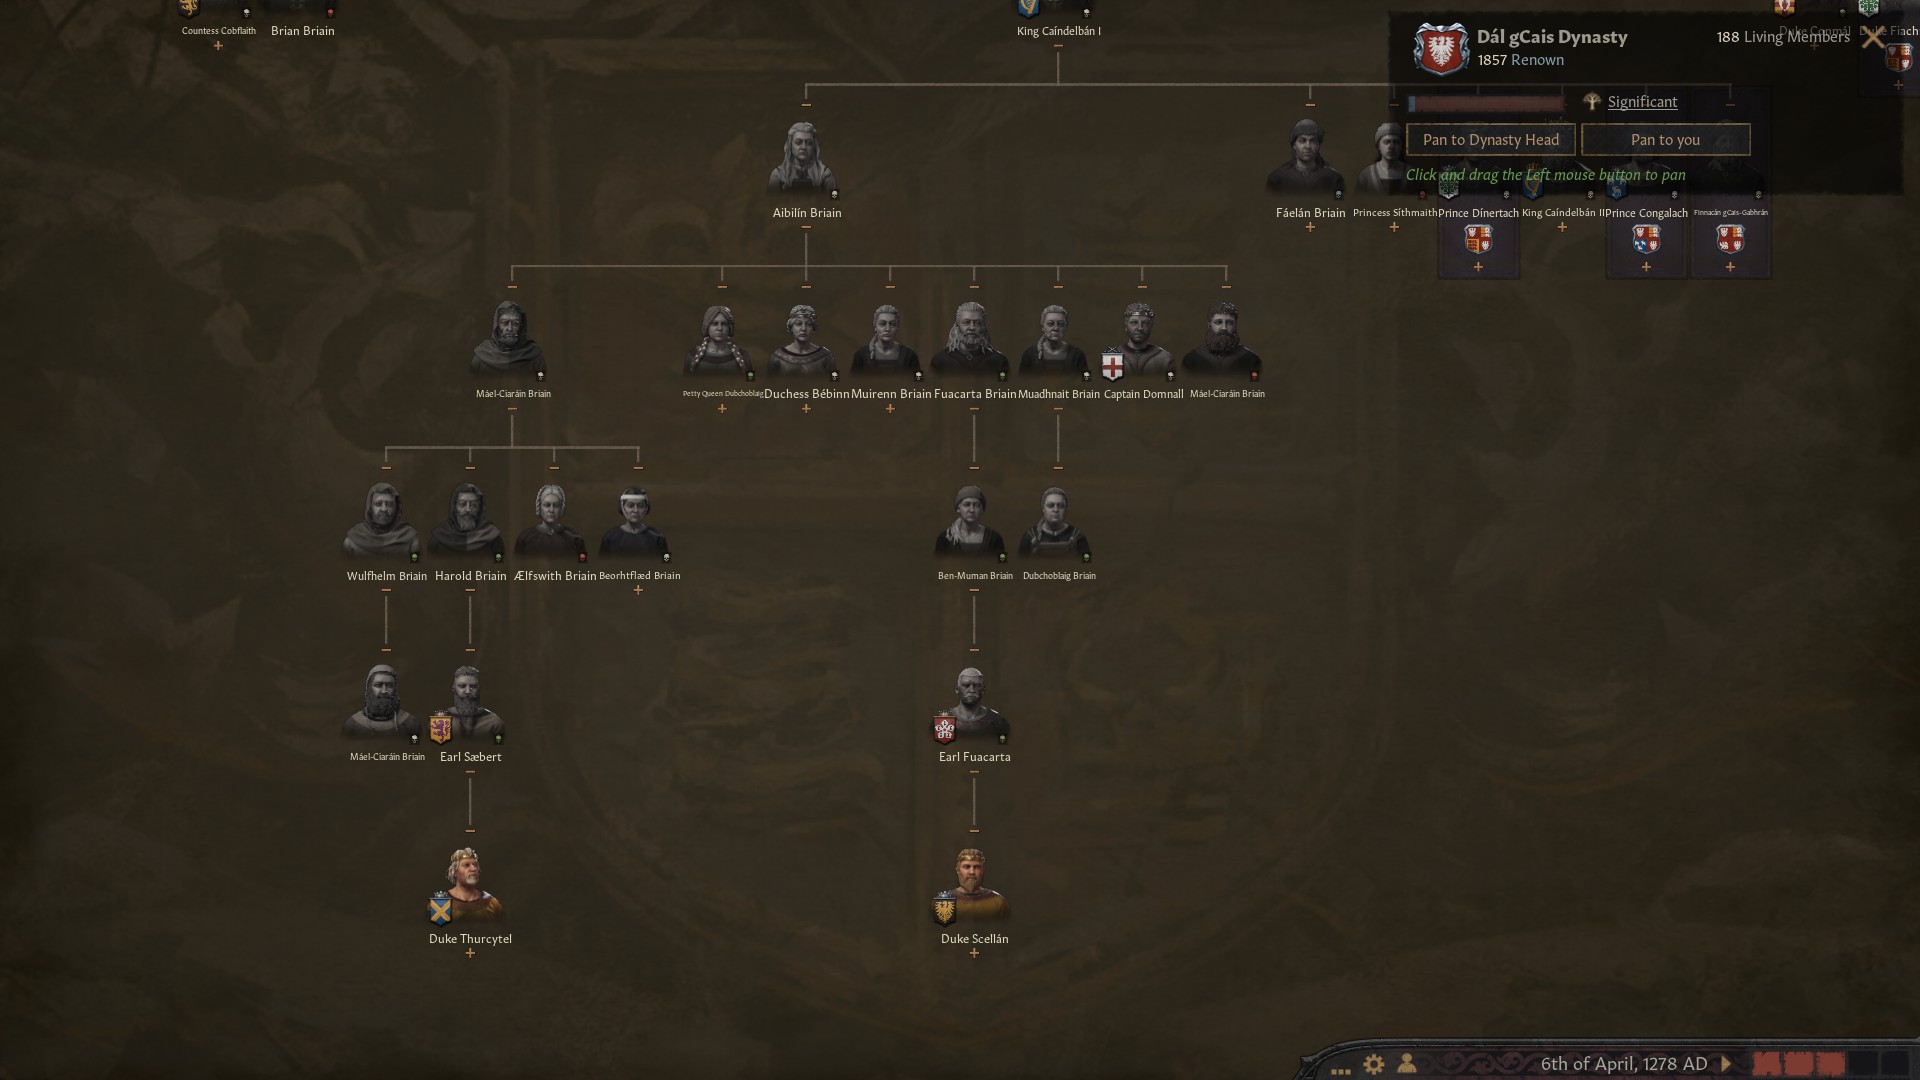 Countess Cobflaith
Brian Briain
King Caíndelbán I
Dál gCais Dynasty
188 Living Members
1857 Renown
Significant
Pan to Dynasty Head
Pan to you
Click and drag the Left mouse button to pan
Aibilín Briain
Fáelán Briain
Princess Síthmaith
Prince Dínertach
King Caíndelbán II
Prince Congalach
Finnacán gCais-Gabhrán
Máel-Ciaráin Briain
Petty Queen Dubchoblaig
Duchess Bébinn
Muirenn Briain
Fuacarta Briain
Muadhnait Briain
Captain Domnall
Máel-Ciaráin Briain
Wulfhelm Briain
Harold Briain
Ælfswith Briain
Beorhtflæd Briain
Ben-Muman Briain
Dubchoblaig Briain
Máel-Ciaráin Briain
Earl Sæbert
Earl Fuacarta
Duke Thurcytel
Duke Scellán
6th of April, 1278 AD